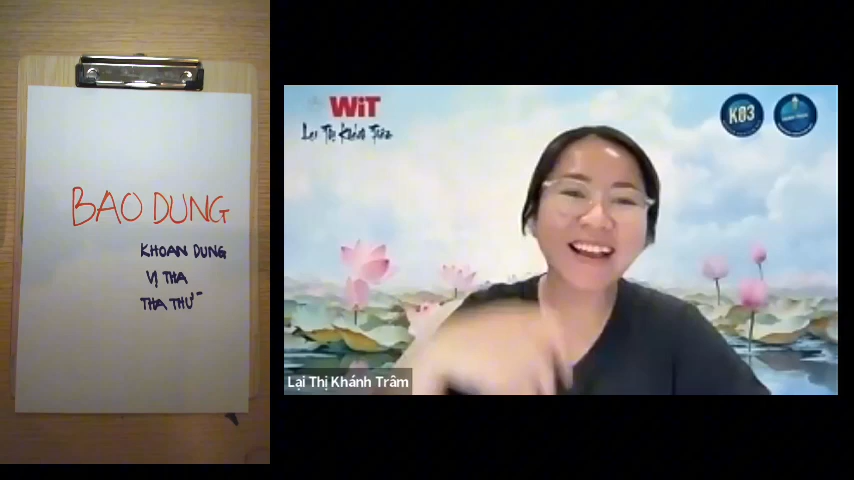 BAO DUNG
KHOAN DUNG
VỊ THA
THA THỨ
WiT
Lại Thị Khánh Trâm
K03
Lại Thị Khánh Trâm